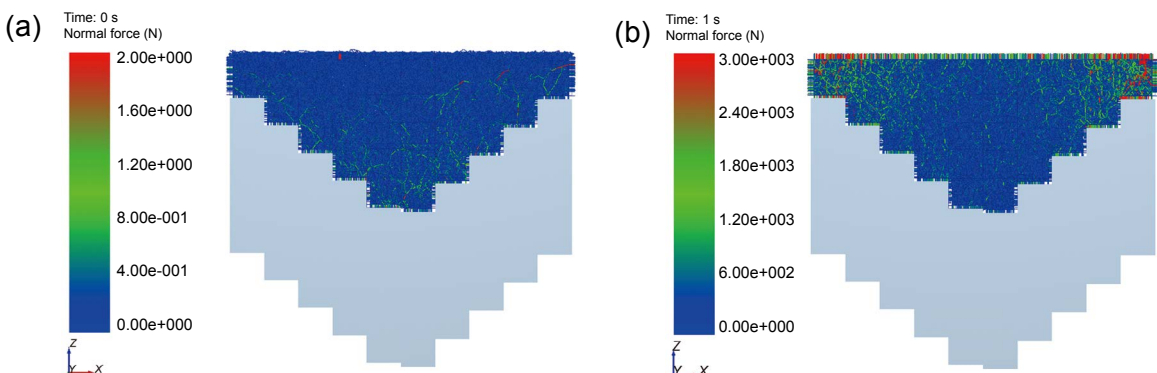 (a)
Time: 0 s
Normal force (N)
2.00e+000
1.60e+000
1.20e+000
8.00e-001
4.00e-001
0.00e+000
Z
Y X
(b)
Time: 1 s
Normal force (N)
3.00e+003
2.40e+003
1.80e+003
1.20e+003
6.00e+002
0.00e+000
Z
Y X